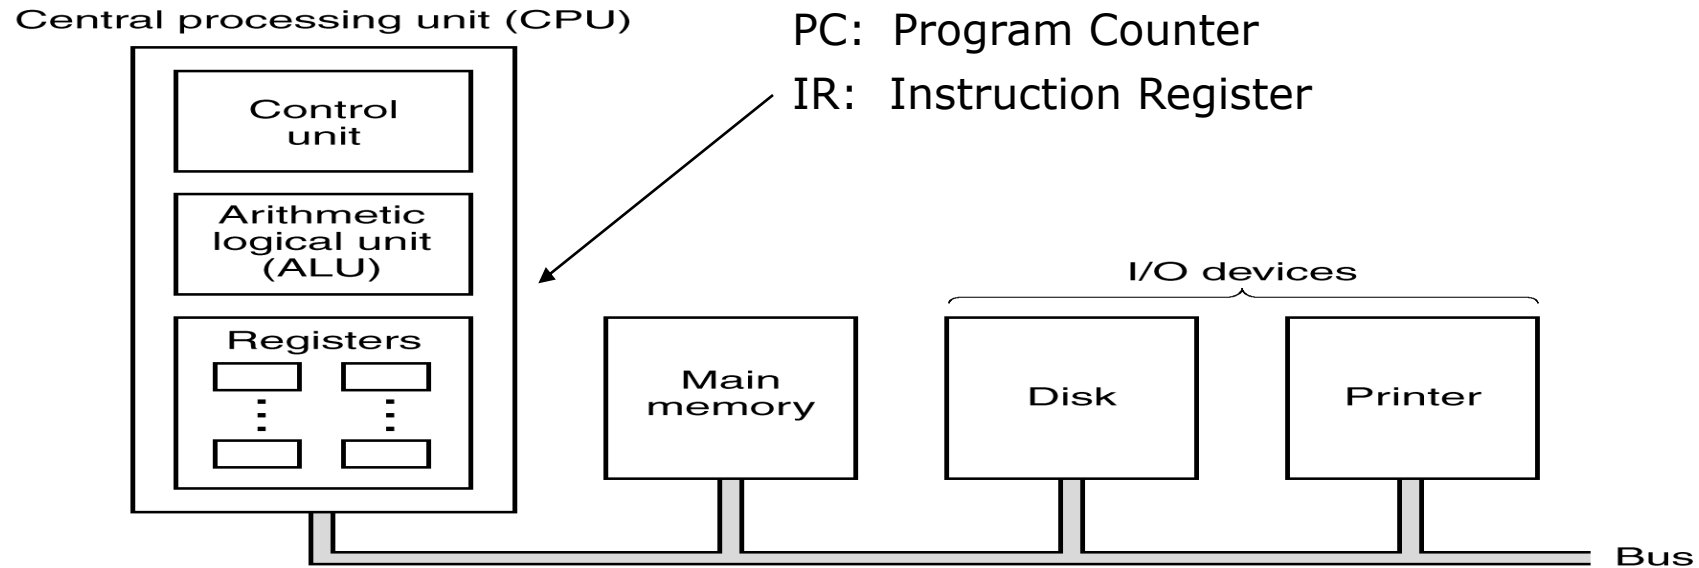 Central processing unit (CPU)
PC: Program Counter
IR: Instruction Register
Control
unit
Arithmetic
logical unit
(ALU)
Registers
I/O devices
Main
memory
Disk
Printer
Bus